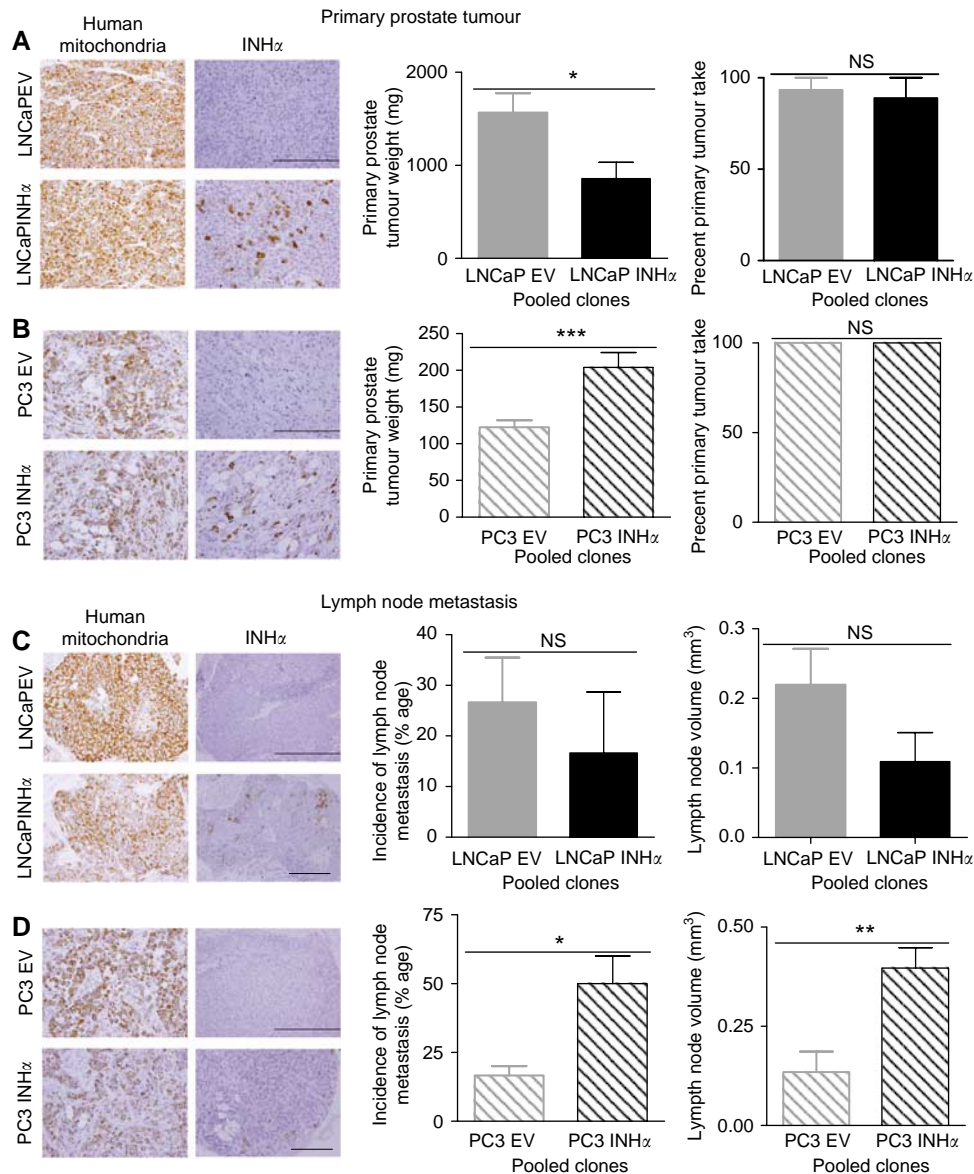 Primary prostate tumour
A
Human
mitochondria
INHα
LNCaPEV
LNCaPINHα
Primary prostate
tumour weight (mg)
2000
1000
0
*
LNCaP EV
LNCaP INHα
Pooled clones
Precent primary tumour take
100
50
0
NS
LNCaP EV
LNCaP INHα
Pooled clones
B
PC3 EV
PC3 INHα
Primary prostate
tumour weight (mg)
250
200
150
100
50
0
***
PC3 EV
PC3 INHα
Pooled clones
Precent primary tumour take
100
50
0
NS
PC3 EV
PC3 INHα
Pooled clones
Lymph node metastasis
C
Human
mitochondria
INHα
LNCaPEV
LNCaPINHα
Incidence of lymph node
metastasis (% age)
40
30
20
10
0
NS
LNCaP EV
LNCaP INHα
Pooled clones
Lymph node volume (mm³)
0.3
0.2
0.1
0.0
NS
LNCaP EV
LNCaP INHα
Pooled clones
D
PC3 EV
PC3 INHα
Incidence of lymph node
metastasis (% age)
75
50
25
0
*
PC3 EV
PC3 INHα
Pooled clones
Lymph node volume (mm³)
0.50
0.25
0.00
**
PC3 EV
PC3 INHα
Pooled clones